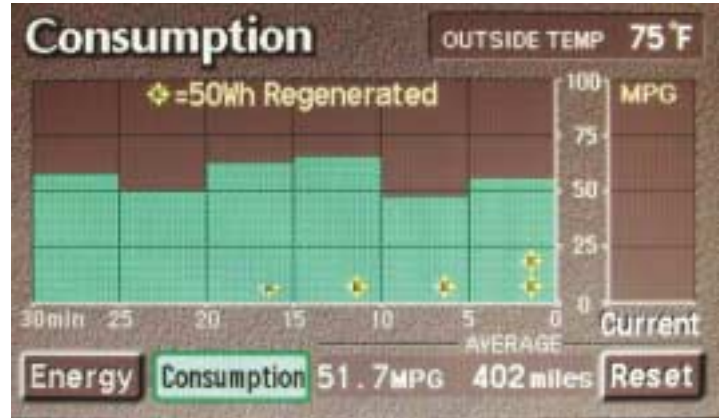 Consumption
OUTSIDE TEMP 75°F
=50Wh Regenerated
100
MPG
75
50
25
0
30min 25 20 15 10 5 0
Current
AVERAGE
Energy Consumption 51.7MPG 402miles Reset